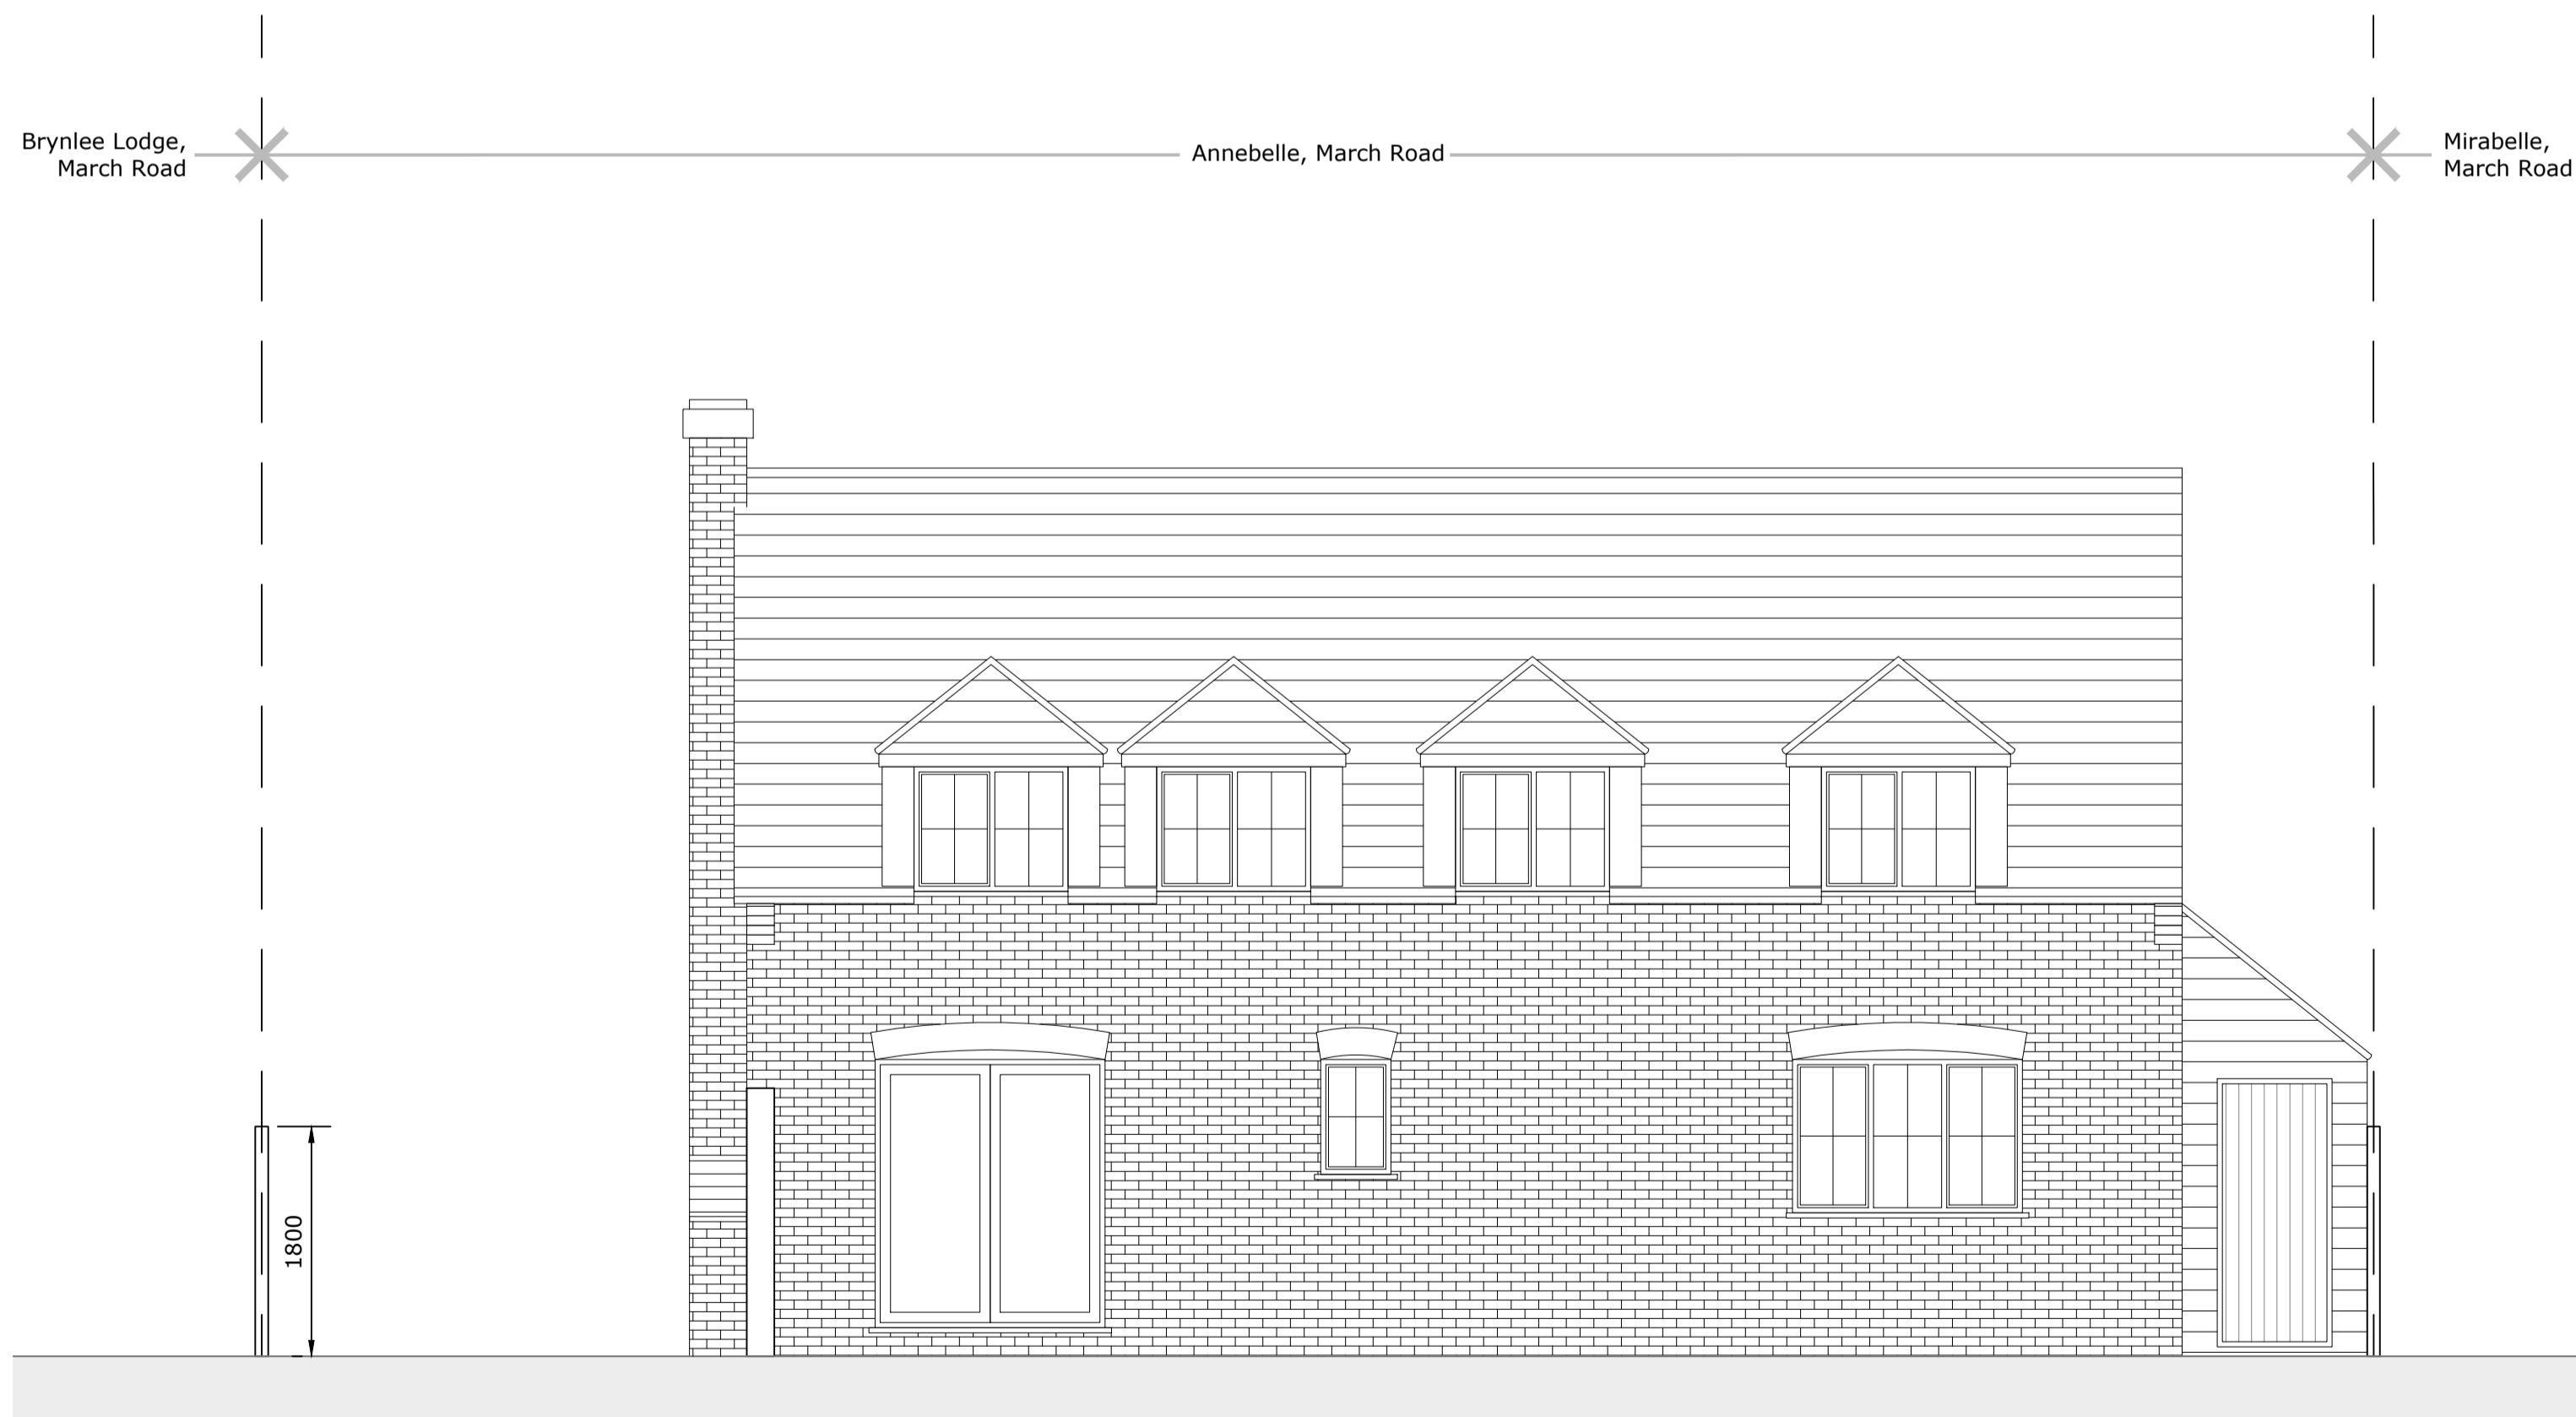 Brynlee Lodge,
March Road
Annebelle, March Road
Mirabelle,
March Road
1800